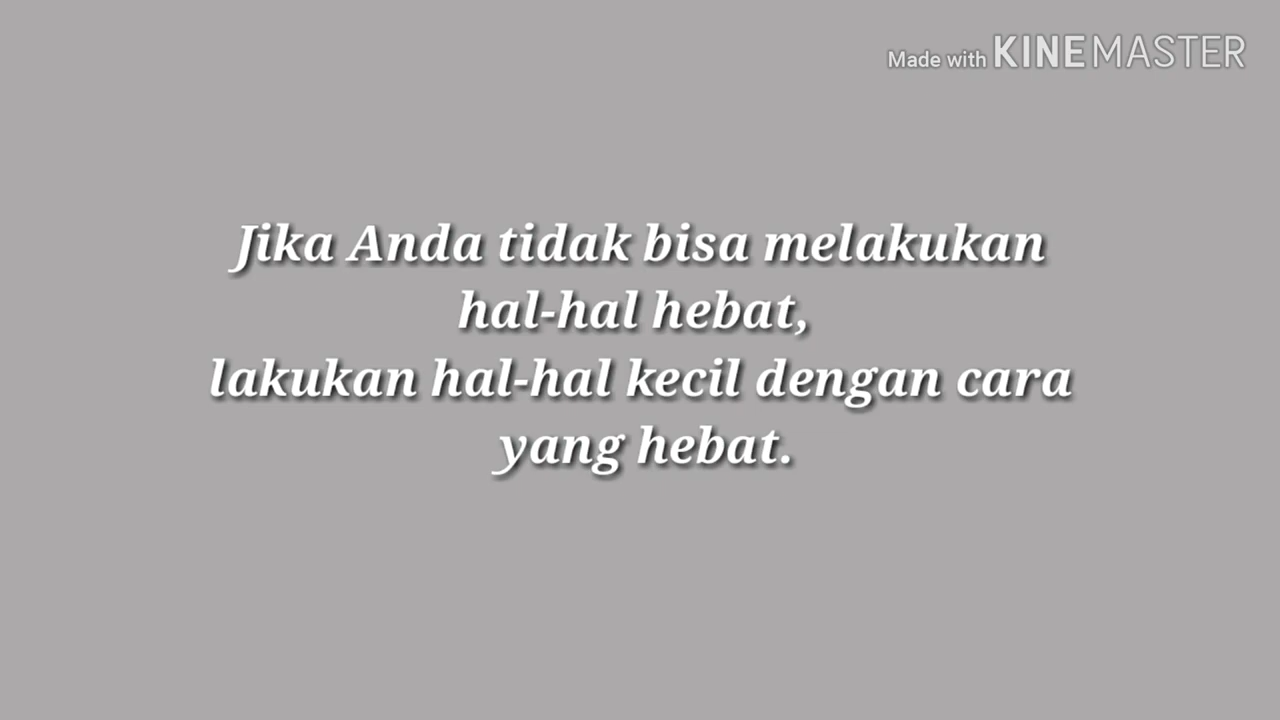 Made with KINEMASTER
Jika Anda tidak bisa melakukan
hal-hal hebat,
lakukan hal-hal kecil dengan cara
yang hebat.